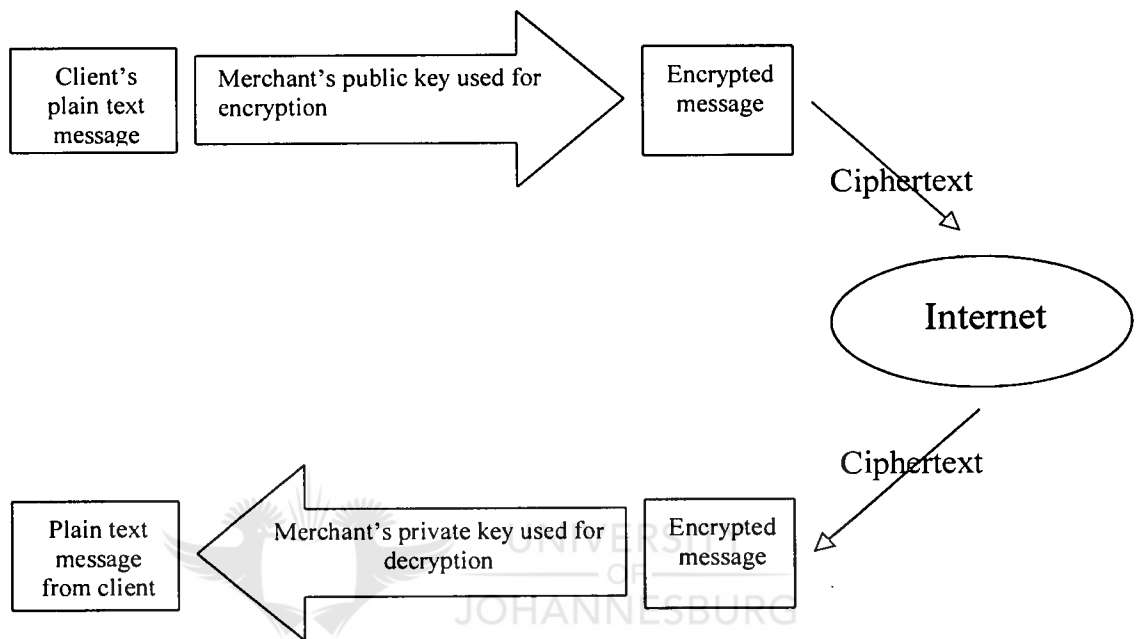 Client's
plain text
message
Merchant's public key used for
encryption
Encrypted
message
Ciphertext
Internet
Ciphertext
Encrypted
message
Merchant's private key used for
decryption
Plain text
message
from client
UNIVERSITY
OF
JOHANNESBURG